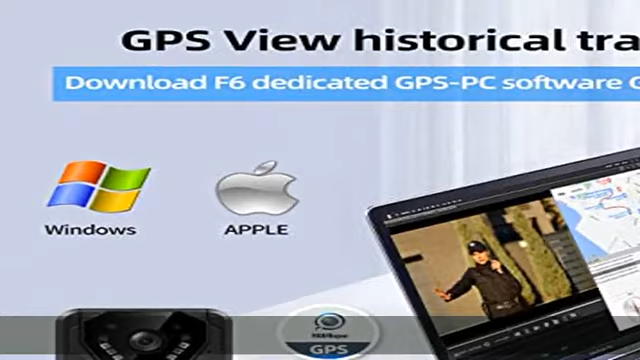 GPS View historical tra
Download F6 dedicated GPS-PC software
Windows
APPLE
GPS